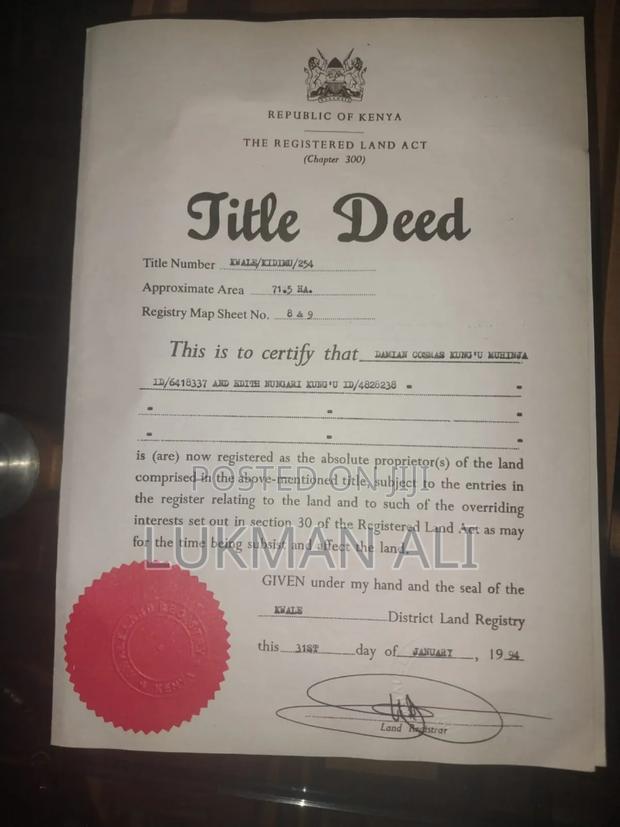 REPUBLIC OF KENYA
THE REGISTERED LAND ACT
(Chapter 300)
Title Deed
Title Number KWALE/KIDIMU/254
Approximate Area 71.5 HA.
Registry Map Sheet No. 8 & 9
This is to certify that DAMIAN COSMAS KUNG'U MUHINJA
ID/6418337 AND EDITH NUNGARI KUNG'U ID/4828238
is (are) now registered as the absolute proprietor(s) of the land
comprised in the above-mentioned title, subject to the entries in
POSTED ON JIJI
the register relating to the land and to such of the overriding
interests set out in section 30 of the Registered Land Act as may
for the time being subsist and affect the land.
LUKMAN ALI
GIVEN under my hand and the seal of the
KWALE District Land Registry
this 31ST day of JANUARY, 1994
Land Registrar
KWALE LAND REGISTRY
KENYA